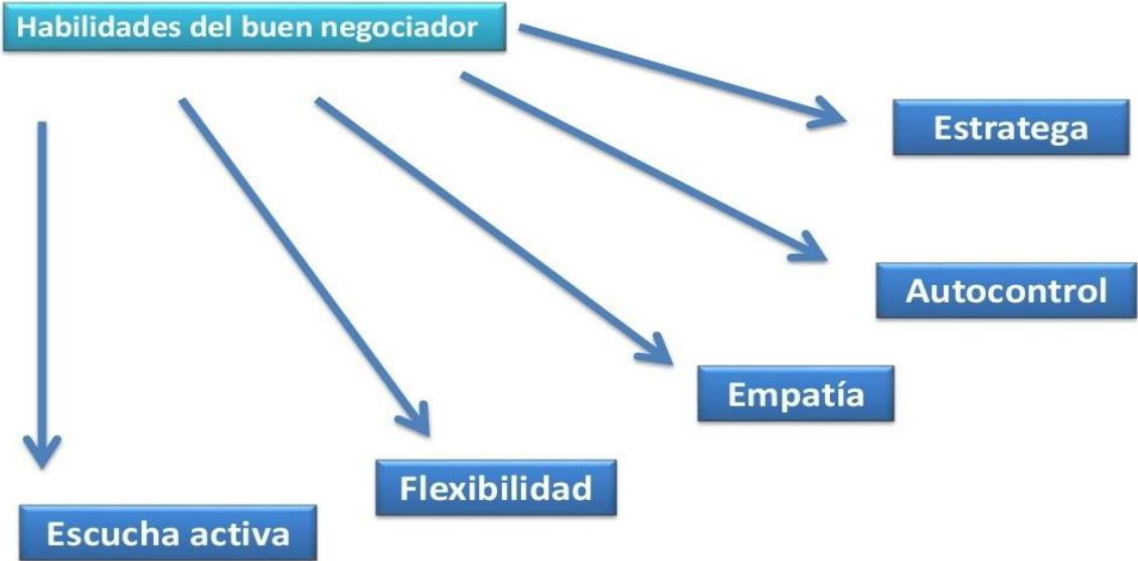 Habilidades del buen negociador
Estratega
Autocontrol
Empatía
Flexibilidad
Escucha activa